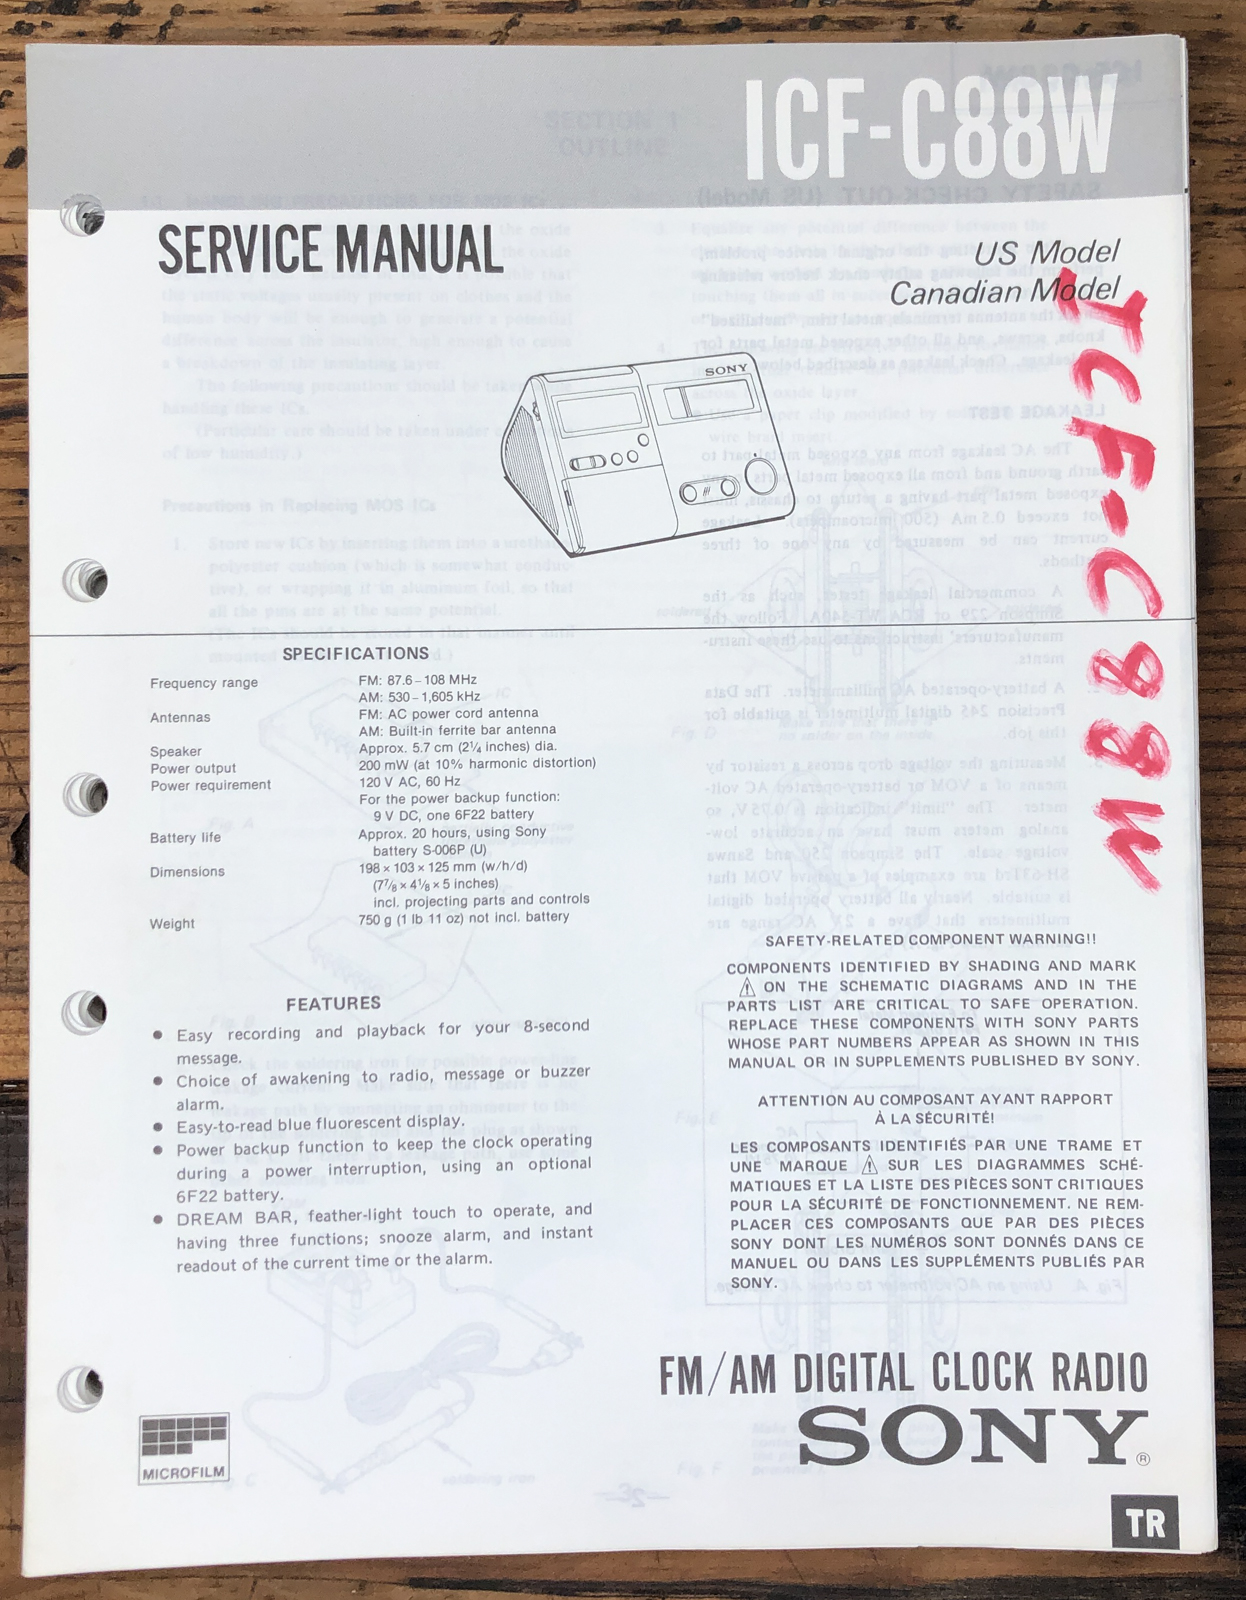 ICF-C88W
SERVICE MANUAL
US Model
Canadian Model
ICF-C88W
SONY
SPECIFICATIONS
Frequency range FM: 87.6–108 MHz
AM: 530–1,605 kHz
Antennas FM: AC power cord antenna
AM: Built-in ferrite bar antenna
Speaker Approx. 5.7 cm (2¼ inches) dia.
Power output 200 mW (at 10% harmonic distortion)
Power requirement 120 V AC, 60 Hz
For the power backup function:
9 V DC, one 6F22 battery
Battery life Approx. 20 hours, using Sony
battery S-006P (U)
Dimensions 198 × 103 × 125 mm (w/h/d)
(7⅞ × 4⅛ × 5 inches)
incl. projecting parts and controls
Weight 750 g (1 lb 11 oz) not incl. battery
FEATURES
● Easy recording and playback for your 8-second
message.
● Choice of awakening to radio, message or buzzer
alarm.
● Easy-to-read blue fluorescent display.
● Power backup function to keep the clock operating
during a power interruption, using an optional
6F22 battery.
● DREAM BAR, feather-light touch to operate, and
having three functions; snooze alarm, and instant
readout of the current time or the alarm.
SAFETY-RELATED COMPONENT WARNING!!
COMPONENTS IDENTIFIED BY SHADING AND MARK
⚠ ON THE SCHEMATIC DIAGRAMS AND IN THE
PARTS LIST ARE CRITICAL TO SAFE OPERATION.
REPLACE THESE COMPONENTS WITH SONY PARTS
WHOSE PART NUMBERS APPEAR AS SHOWN IN THIS
MANUAL OR IN SUPPLEMENTS PUBLISHED BY SONY.
ATTENTION AU COMPOSANT AYANT RAPPORT
À LA SÉCURITÉ!
LES COMPOSANTS IDENTIFIÉS PAR UNE TRAME ET
UNE MARQUE ⚠ SUR LES DIAGRAMMES SCHÉ-
MATIQUES ET LA LISTE DES PIÈCES SONT CRITIQUES
POUR LA SÉCURITÉ DE FONCTIONNEMENT. NE REM-
PLACER CES COMPOSANTS QUE PAR DES PIÈCES
SONY DONT LES NUMÉROS SONT DONNÉS DANS CE
MANUEL OU DANS LES SUPPLÉMENTS PUBLIÉS PAR
SONY.
FM/AM DIGITAL CLOCK RADIO
SONY®
MICROFILM
TR